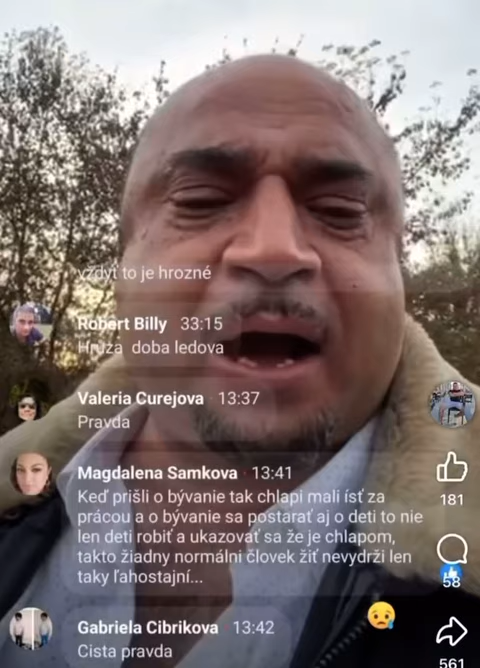 vždyť to je hrozné
Robert Billy 33:15
Hrůza doba ledova
Valeria Curejova 13:37
Pravda
Magdalena Samkova 13:41
Keď prišli o bývanie tak chlapi mali ísť za
prácou a o bývanie sa postarať aj o deti to nie
len deti robiť a ukazovať sa že je chlapom,
takto žiadny normálni človek žiť nevydrži len
taky ľahostajní...
181
58
Gabriela Cibrikova 13:42
Cista pravda
561